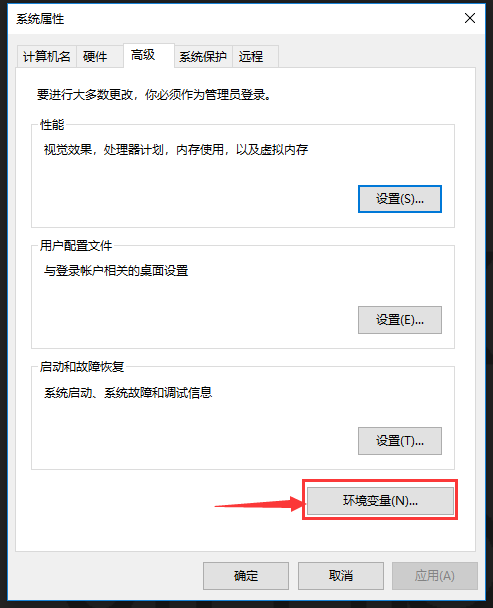 系统属性
计算机名 硬件 高级 系统保护 远程
要进行大多数更改，你必须作为管理员登录。
性能
视觉效果，处理器计划，内存使用，以及虚拟内存
设置(S)...
用户配置文件
与登录帐户相关的桌面设置
设置(E)...
启动和故障恢复
系统启动、系统故障和调试信息
设置(T)...
环境变量(N)...
确定 取消 应用(A)